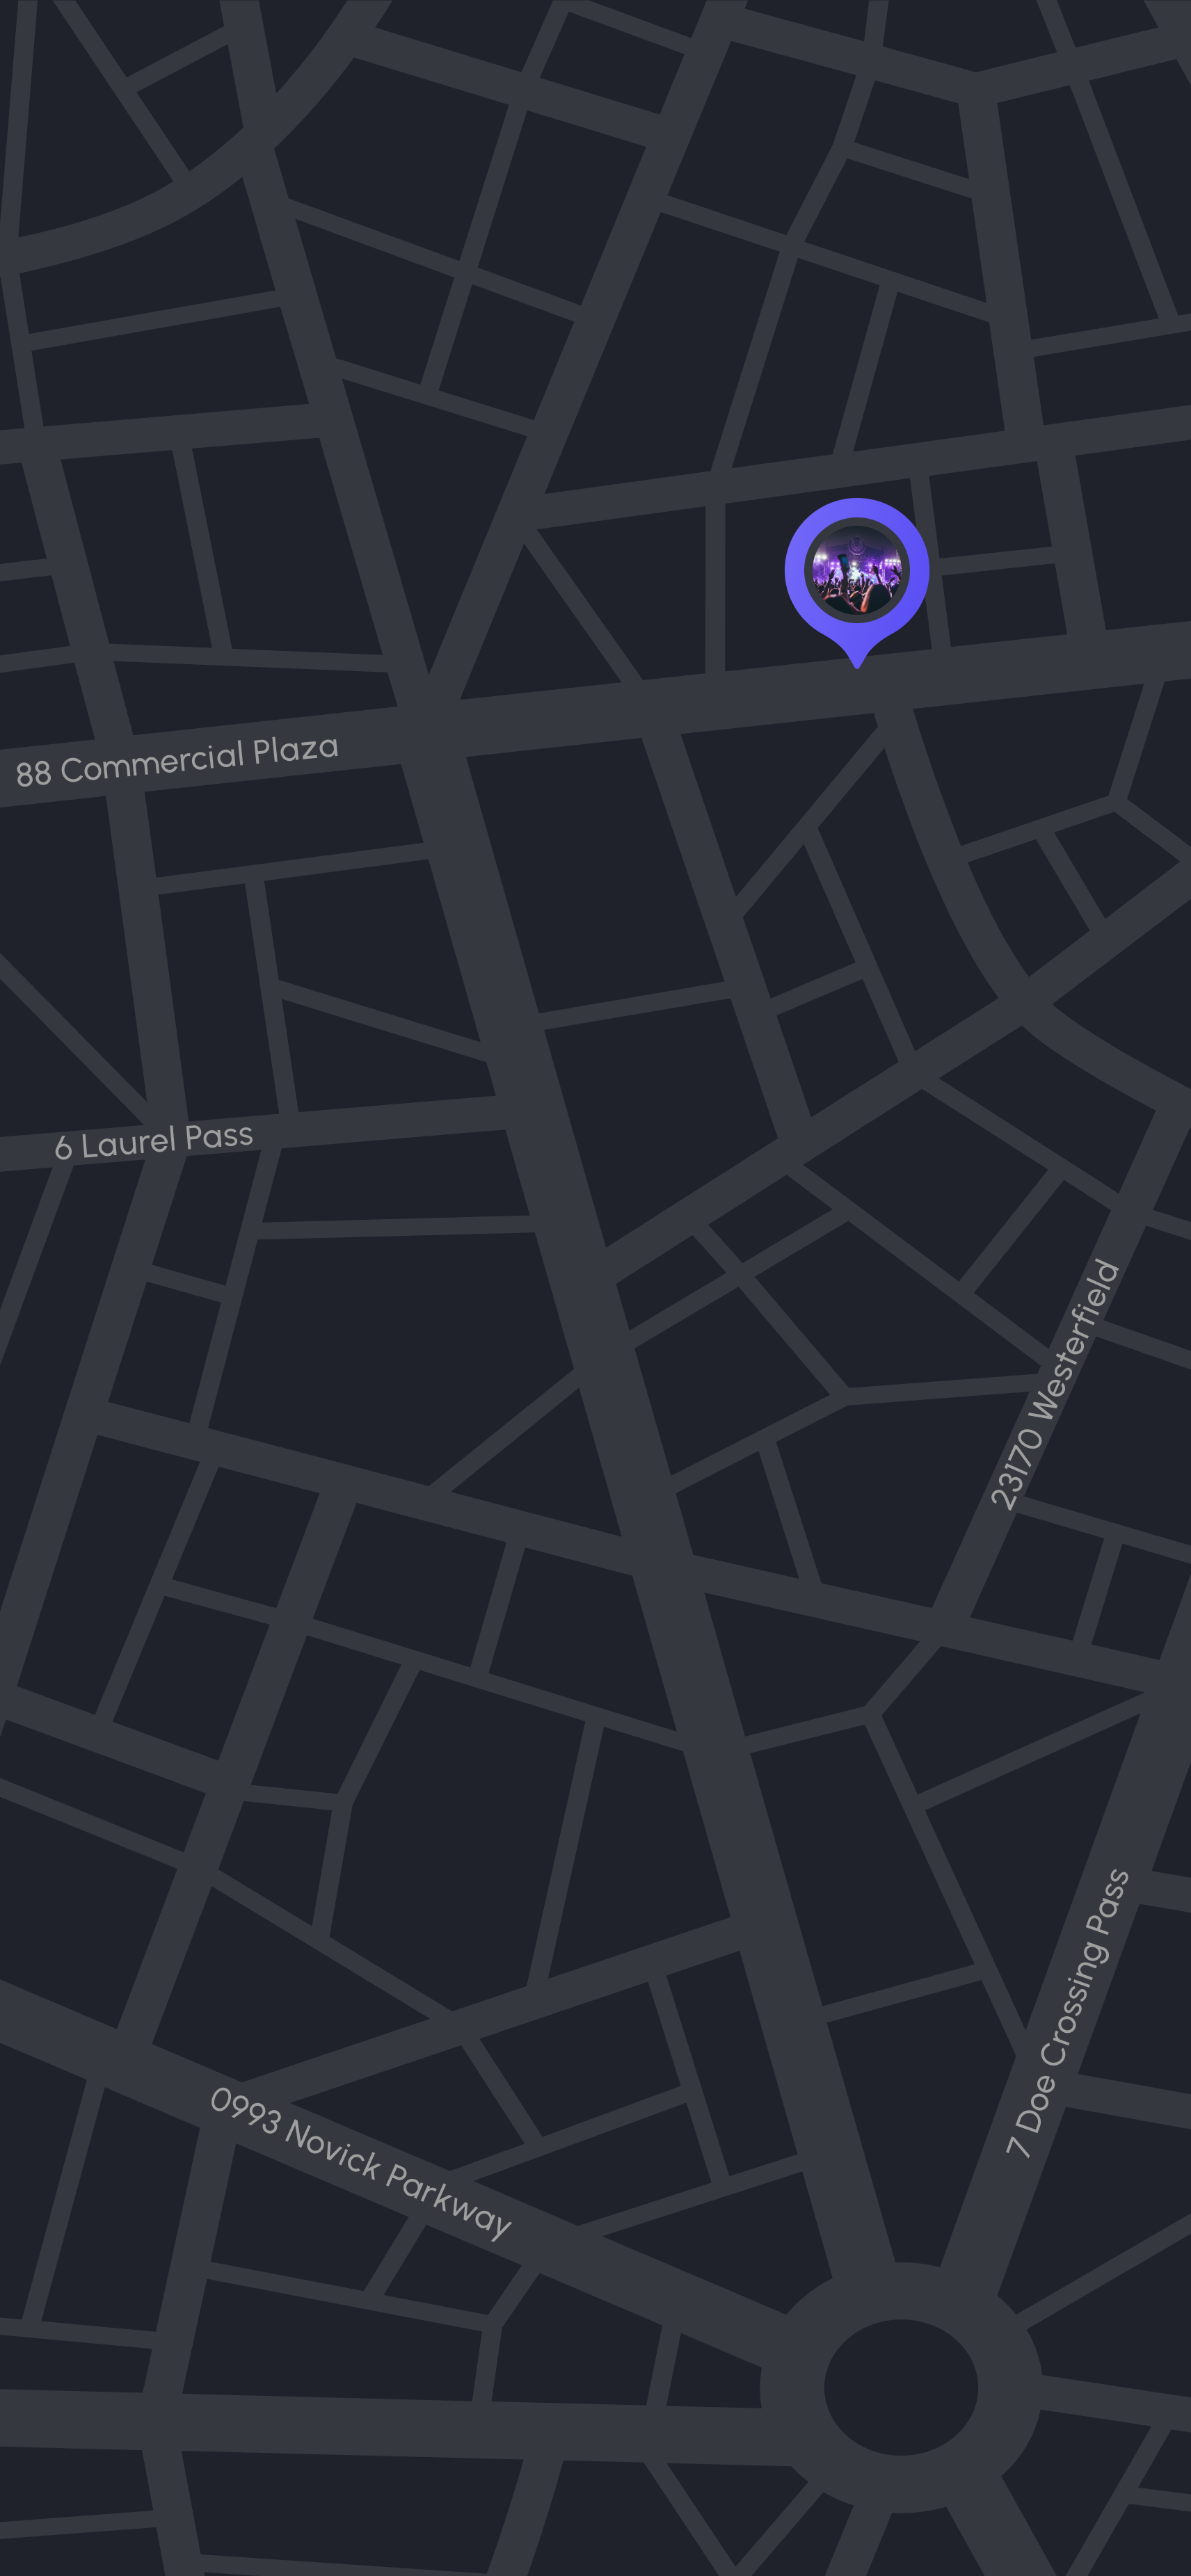 88 Commercial Plaza
6 Laurel Pass
23170 Westerfield
7 Doe Crossing Pass
0993 Novick Parkway